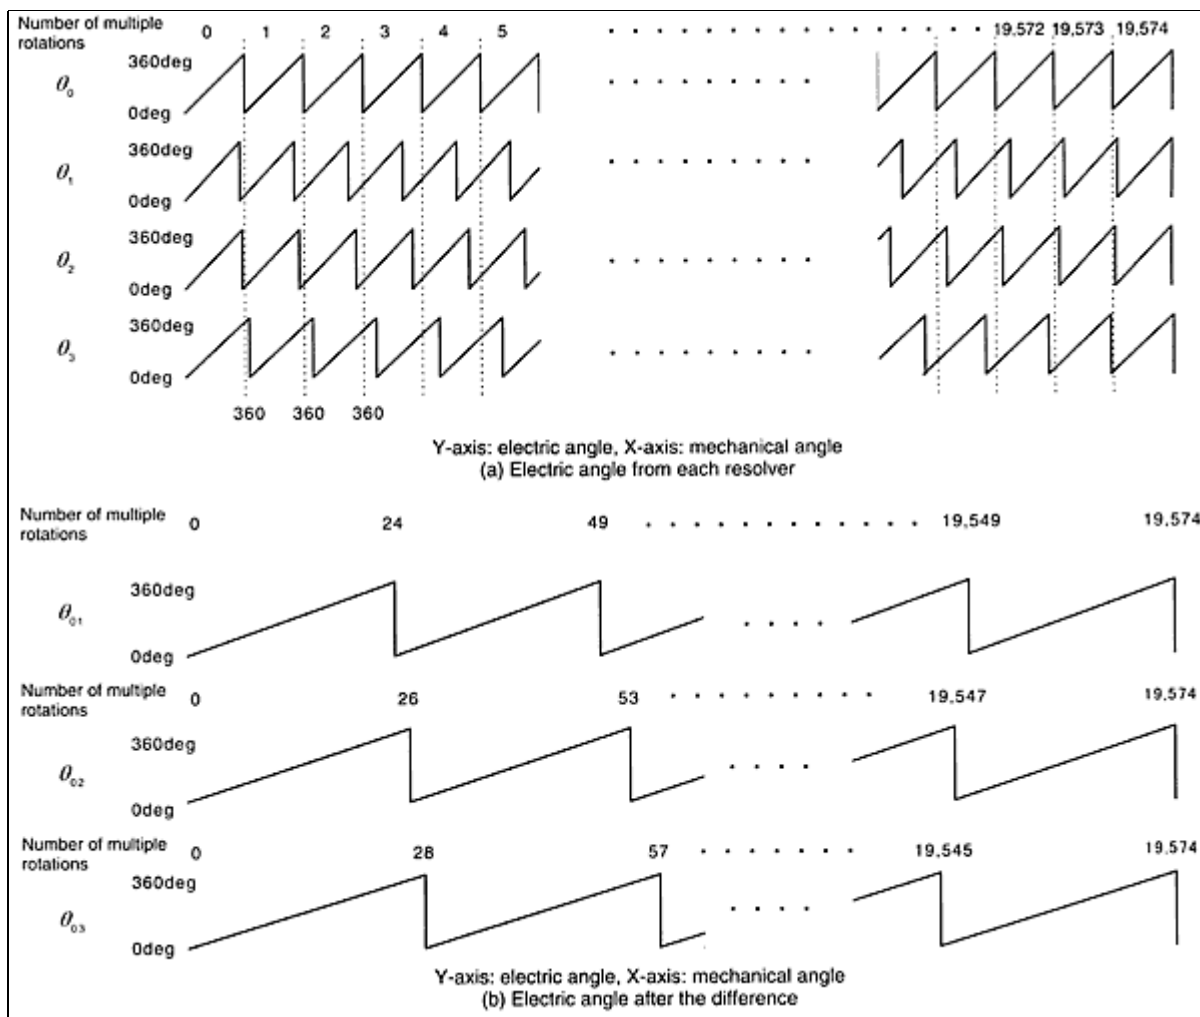 Number of multiple
rotations
0 1 2 3 4 5 19,572 19,573 19,574
θ0
360deg
0deg
θ1
360deg
0deg
θ2
360deg
0deg
θ3
360deg
0deg
360 360 360
Y-axis: electric angle, X-axis: mechanical angle
(a) Electric angle from each resolver
Number of multiple
rotations
0 24 49 19,549 19,574
θ01
360deg
0deg
Number of multiple
rotations
0 26 53 19,547 19,574
θ02
360deg
0deg
Number of multiple
rotations
0 28 57 19,545 19,574
θ03
360deg
0deg
Y-axis: electric angle, X-axis: mechanical angle
(b) Electric angle after the difference